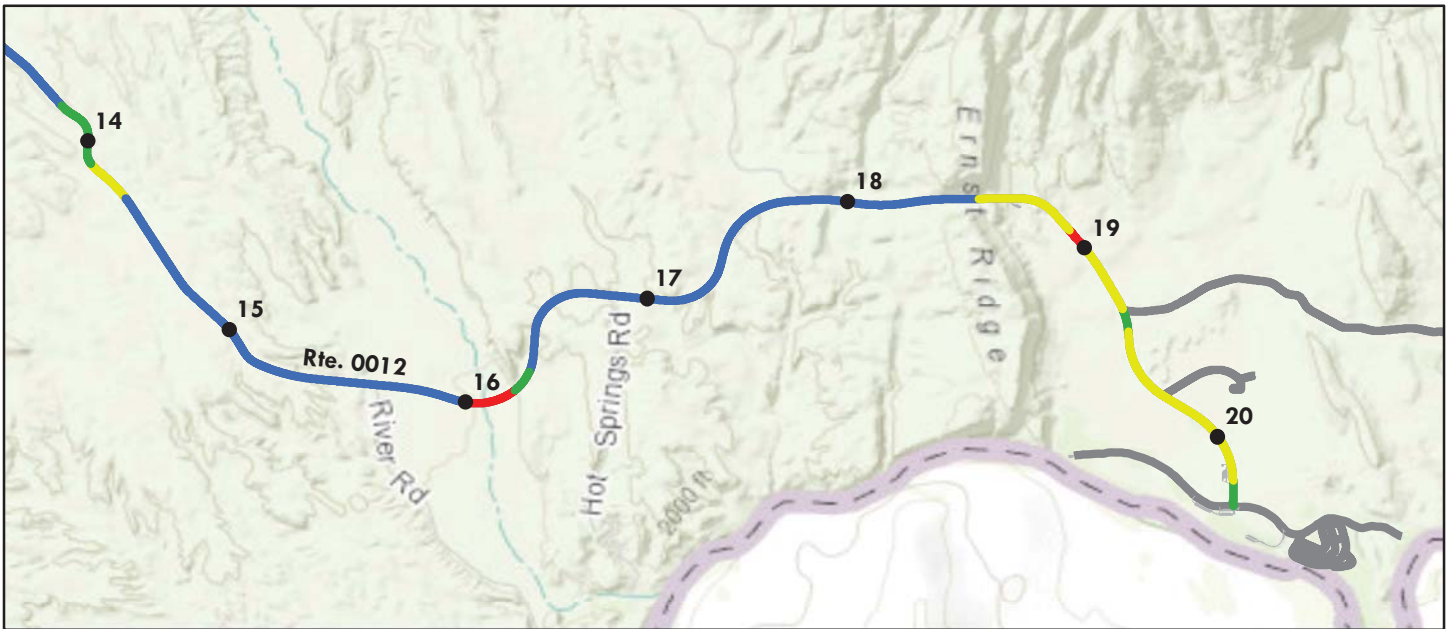 14
18
Ernst Ridge
19
17
15
Rte. 0012
16
Hot Springs Rd
River Rd
20
2000 ft